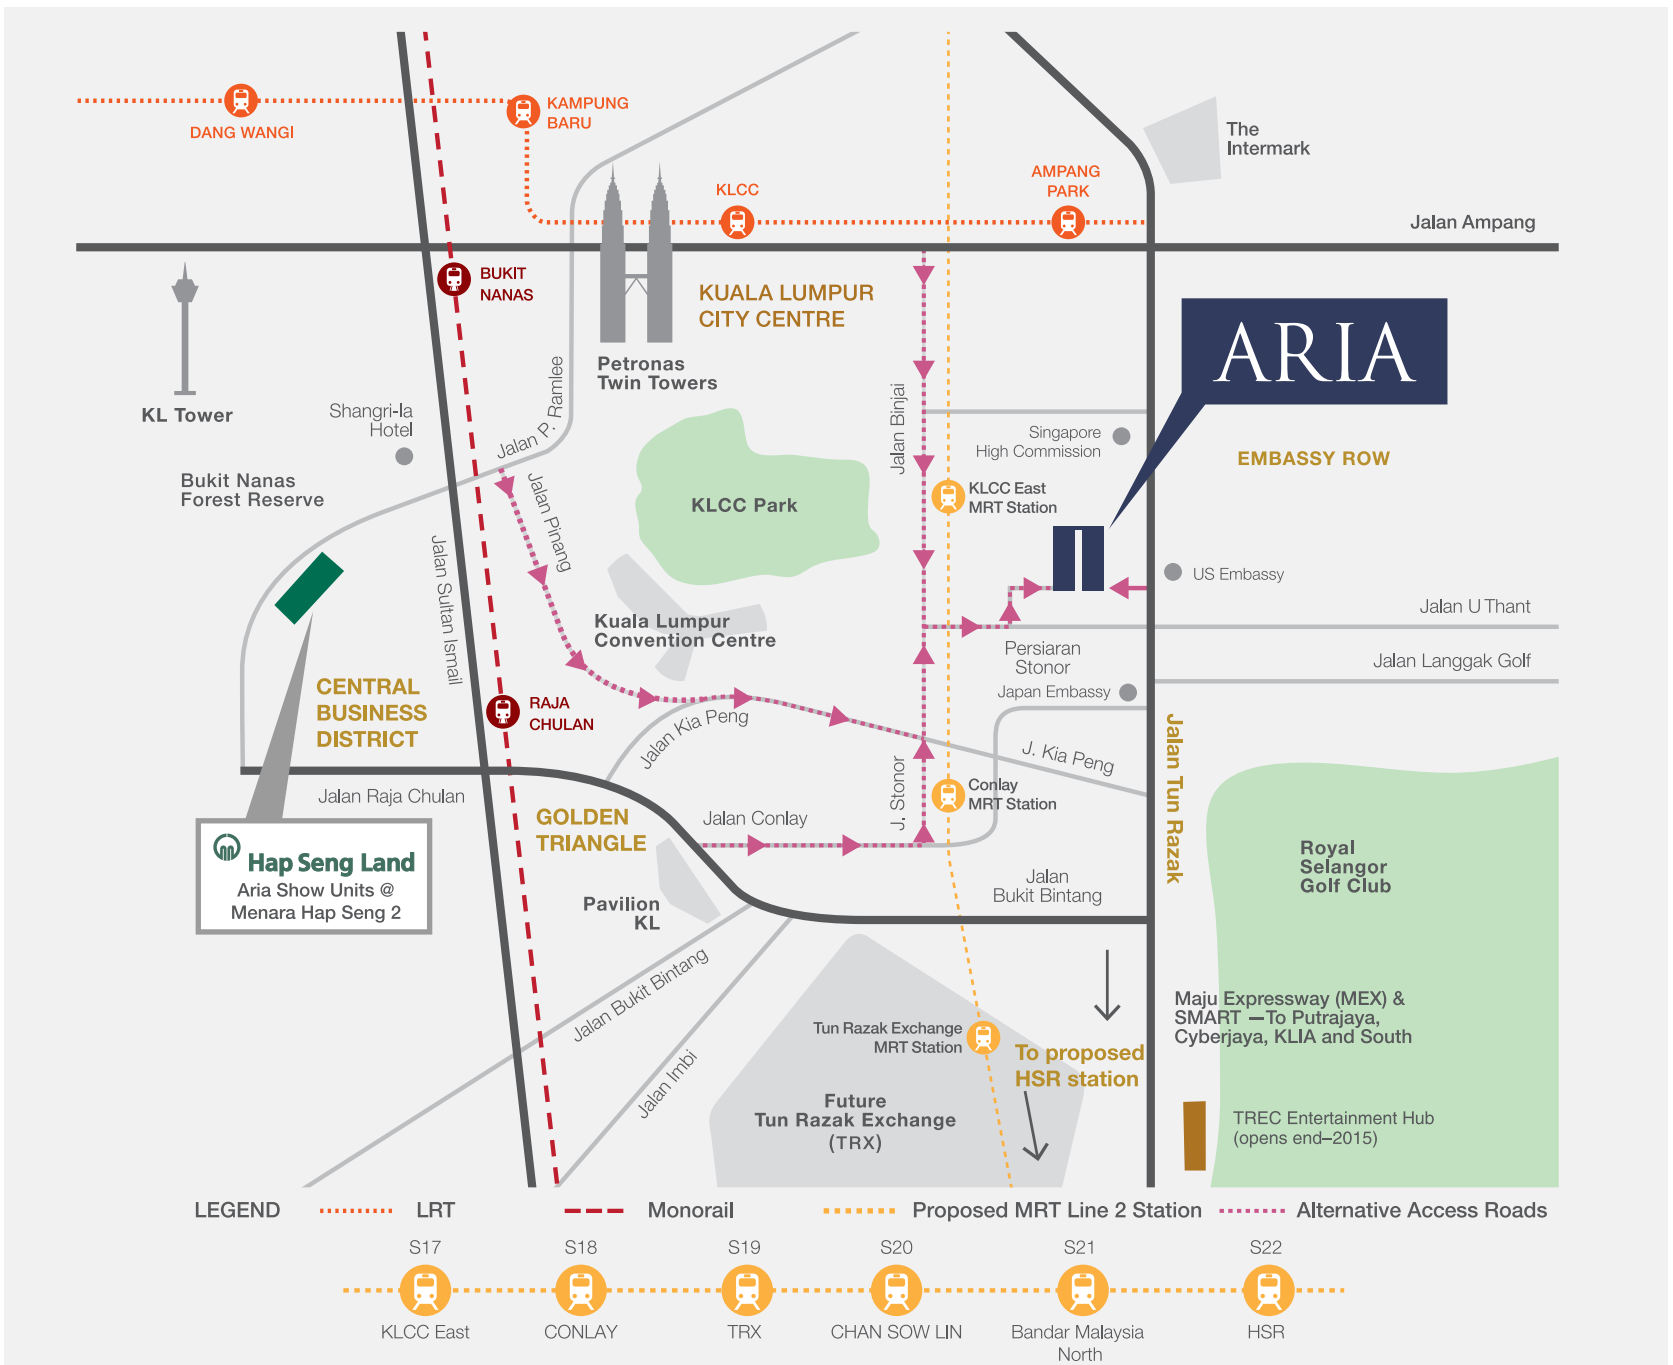 DANG WANGI
KAMPUNG
BARU
KLCC
AMPANG
PARK
The
Intermark
Jalan Ampang
BUKIT
NANAS
KUALA LUMPUR
CITY CENTRE
ARIA
Petronas
Twin Towers
KL Tower
Shangri-la
Hotel
Jalan P. Ramlee
Jalan Binjai
Singapore
High Commission
EMBASSY ROW
Bukit Nanas
Forest Reserve
Jalan Pinang
KLCC Park
KLCC East
MRT Station
Jalan Sultan Ismail
US Embassy
Kuala Lumpur
Convention Centre
Jalan U Thant
Persiaran
Stonor
Jalan Langgak Golf
Japan Embassy
CENTRAL
BUSINESS
DISTRICT
RAJA
CHULAN
Jalan Kia Peng
J. Kia Peng
Jalan Tun Razak
Jalan Raja Chulan
GOLDEN
TRIANGLE
Jalan Conlay
J. Stonor
Conlay
MRT Station
Hap Seng Land
Aria Show Units @
Menara Hap Seng 2
Royal
Selangor
Golf Club
Pavilion
KL
Jalan
Bukit Bintang
Jalan Bukit Bintang
Jalan Imbi
Maju Expressway (MEX) &
SMART —To Putrajaya,
Cyberjaya, KLIA and South
Tun Razak Exchange
MRT Station
To proposed
HSR station
Future
Tun Razak Exchange
(TRX)
TREC Entertainment Hub
(opens end–2015)
LEGEND
LRT
Monorail
Proposed MRT Line 2 Station
Alternative Access Roads
S17
S18
S19
S20
S21
S22
KLCC East
CONLAY
TRX
CHAN SOW LIN
Bandar Malaysia
North
HSR